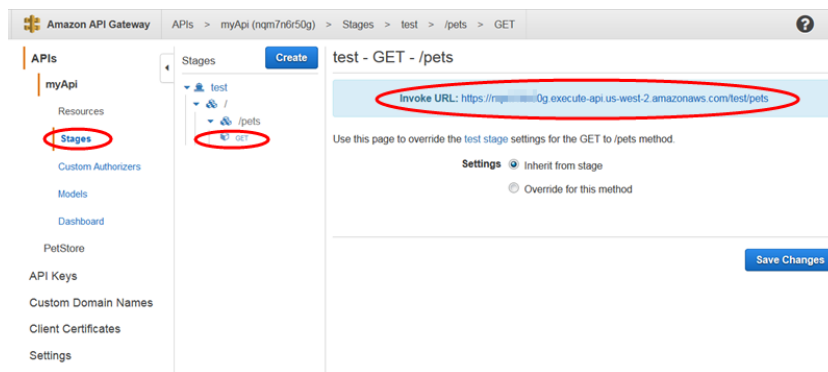 Amazon API Gateway
APIs > myApi (nqm7n6r50g) > Stages > test > /pets > GET
?
APIs
myApi
Resources
Stages
Custom Authorizers
Models
Dashboard
PetStore
API Keys
Custom Domain Names
Client Certificates
Settings
Stages
Create
test
/
/pets
GET
test - GET - /pets
Invoke URL: https:// 0g.execute-api.us-west-2.amazonaws.com/test/pets
Use this page to override the test stage settings for the GET to /pets method.
Settings Inherit from stage
Override for this method
Save Changes